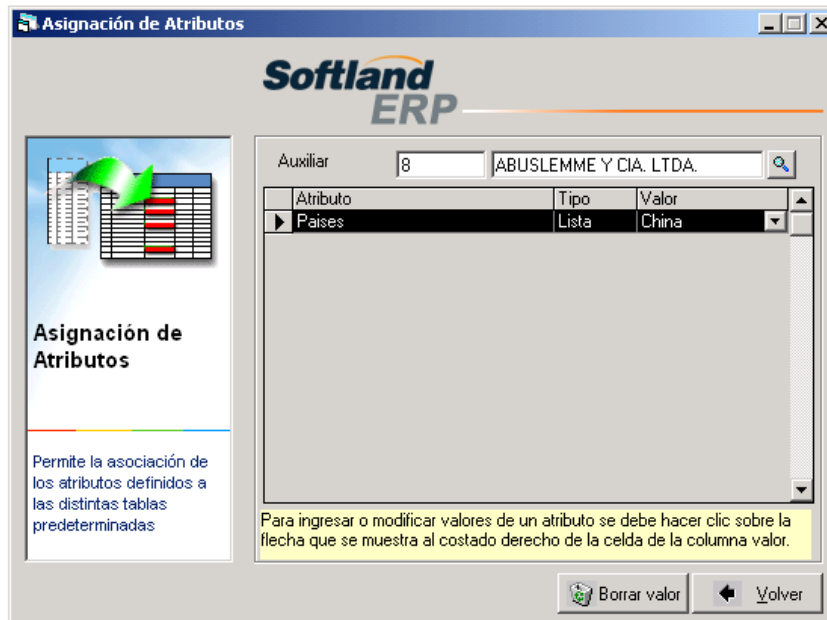 Asignación de Atributos
Softland
ERP
Auxiliar 8 ABUSLEMME Y CIA. LTDA.
Atributo Tipo Valor
Paises Lista China
Asignación de
Atributos
Permite la asociación de
los atributos definidos a
las distintas tablas
predeterminadas
Para ingresar o modificar valores de un atributo se debe hacer clic sobre la
flecha que se muestra al costado derecho de la celda de la columna valor.
Borrar valor Volver